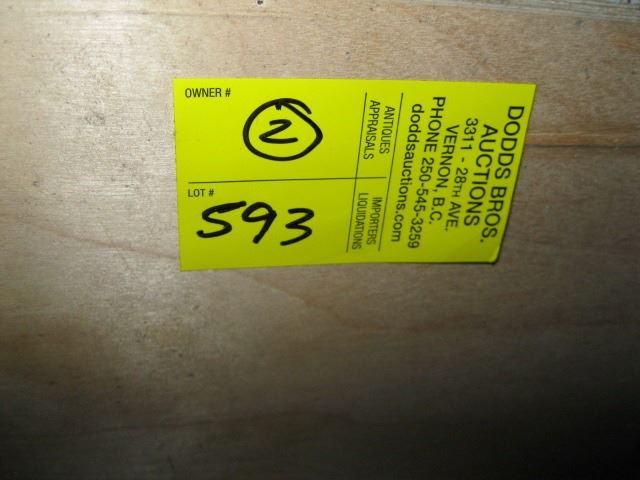 DODDS BROS.
AUCTIONS
3311 - 28TH AVE.
VERNON, B.C.
PHONE 250-545-3259
doddsauctions.com
ANTIQUES
APPRAISALS
IMPORTERS
LIQUIDATIONS
OWNER #
2
LOT #
593